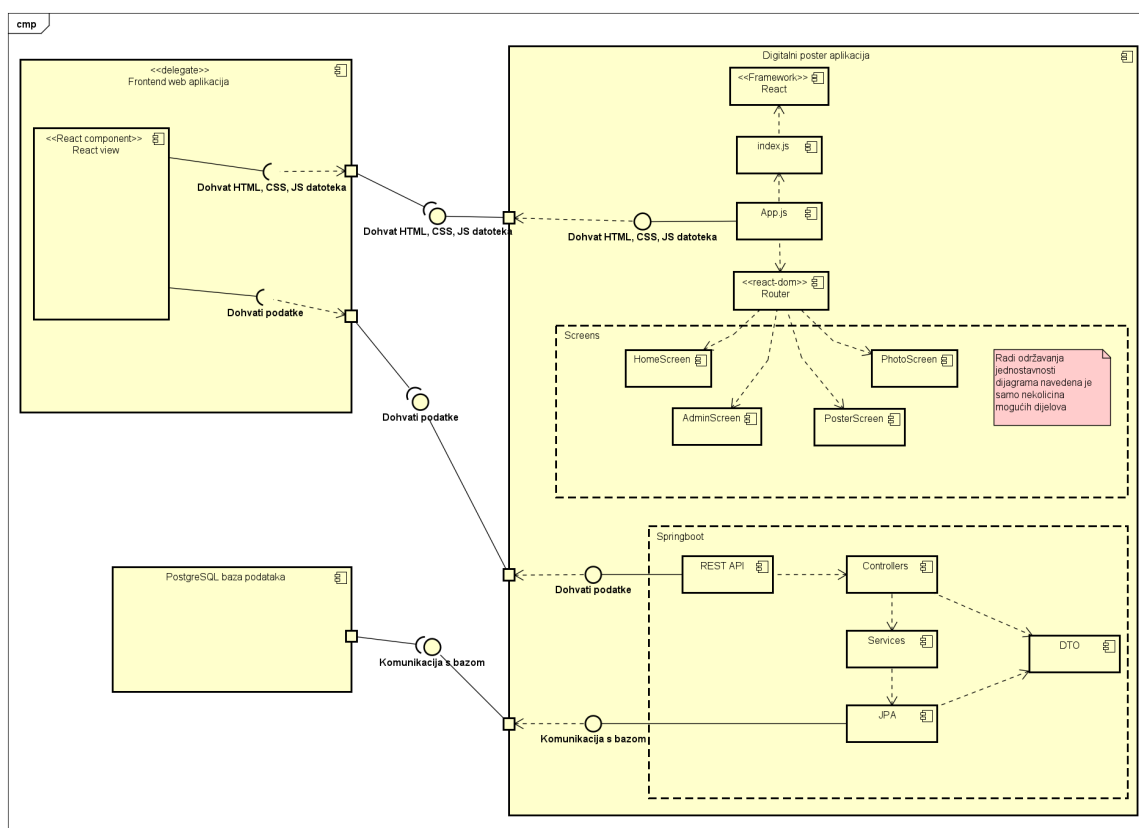 cmp
<<delegate>>
Frontend web aplikacija
<<React component>>
React view
Dohvat HTML, CSS, JS datoteka
Dohvati podatke
Dohvat HTML, CSS, JS datoteka
Dohvati podatke
PostgreSQL baza podataka
Komunikacija s bazom
Digitalni poster aplikacija
<<Framework>>
React
index.js
App.js
Dohvat HTML, CSS, JS datoteka
<<react-dom>>
Router
Screens
HomeScreen
PhotoScreen
AdminScreen
PosterScreen
Radi održavanja
jednostavnosti
dijagrama navedena je
samo nekolicina
mogućih dijelova
Springboot
REST API
Controllers
Dohvati podatke
Services
DTO
JPA
Komunikacija s bazom